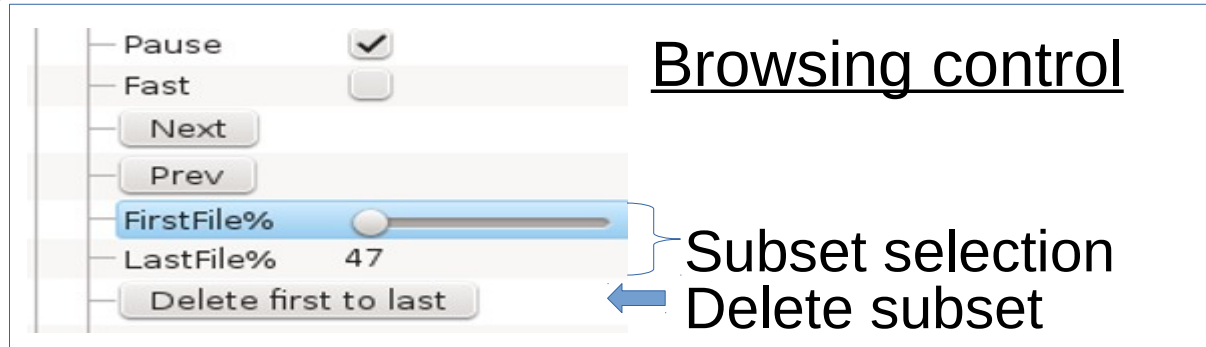 Pause
Browsing control
Fast
Next
Prev
FirstFile%
LastFile% 47
Subset selection
Delete first to last
Delete subset